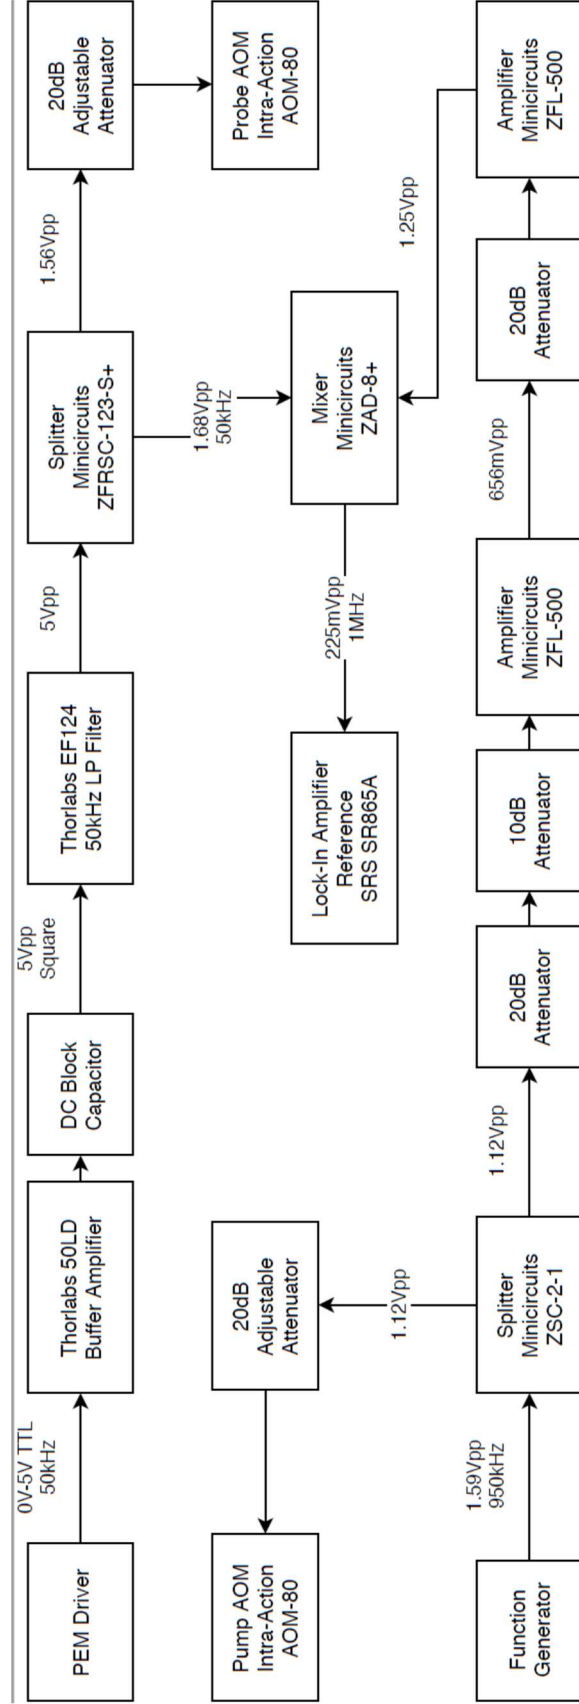 PEM Driver
0V-5V TTL
50kHz
Thorlabs 50LD
Buffer Amplifier
DC Block
Capacitor
5Vpp
Square
Thorlabs EF124
50kHz LP Filter
5Vpp
Splitter
Minicircuits
ZFRSC-123-S+
1.56Vpp
20dB
Adjustable
Attenuator
Pump AOM
Intra-Action
AOM-80
20dB
Adjustable
Attenuator
1.12Vpp
Lock-In Amplifier
Reference
SRS SR865A
225mVpp
1MHz
Mixer
Minicircuits
ZAD-8+
1.68Vpp
50kHz
1.25Vpp
Probe AOM
Intra-Action
AOM-80
Function
Generator
1.59Vpp
950kHz
Splitter
Minicircuits
ZSC-2-1
1.12Vpp
20dB
Attenuator
10dB
Attenuator
Amplifier
Minicircuits
ZFL-500
656mVpp
20dB
Attenuator
Amplifier
Minicircuits
ZFL-500